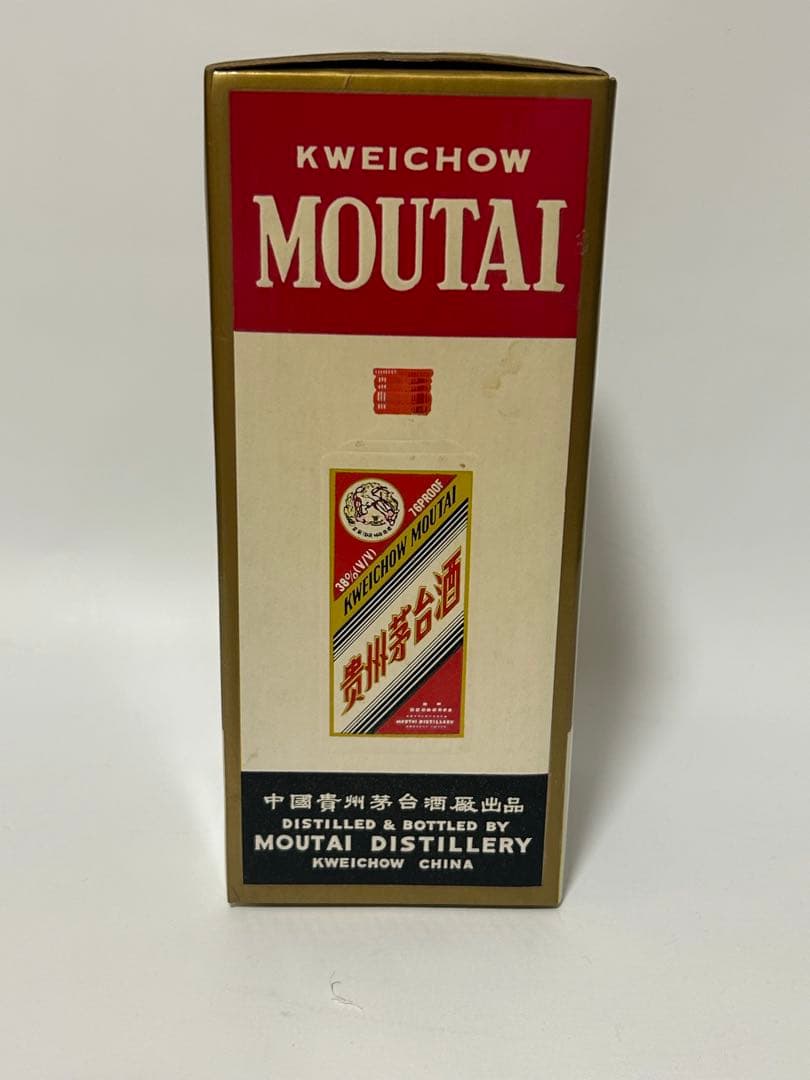 KWEICHOW
MOUTAI
76PROOF
38%(V/V)
KWEICHOW MOUTAI
贵州茅台酒
MOUTAI DISTILLERY
中國貴州茅台酒廠出品
DISTILLED & BOTTLED BY
MOUTAI DISTILLERY
KWEICHOW CHINA